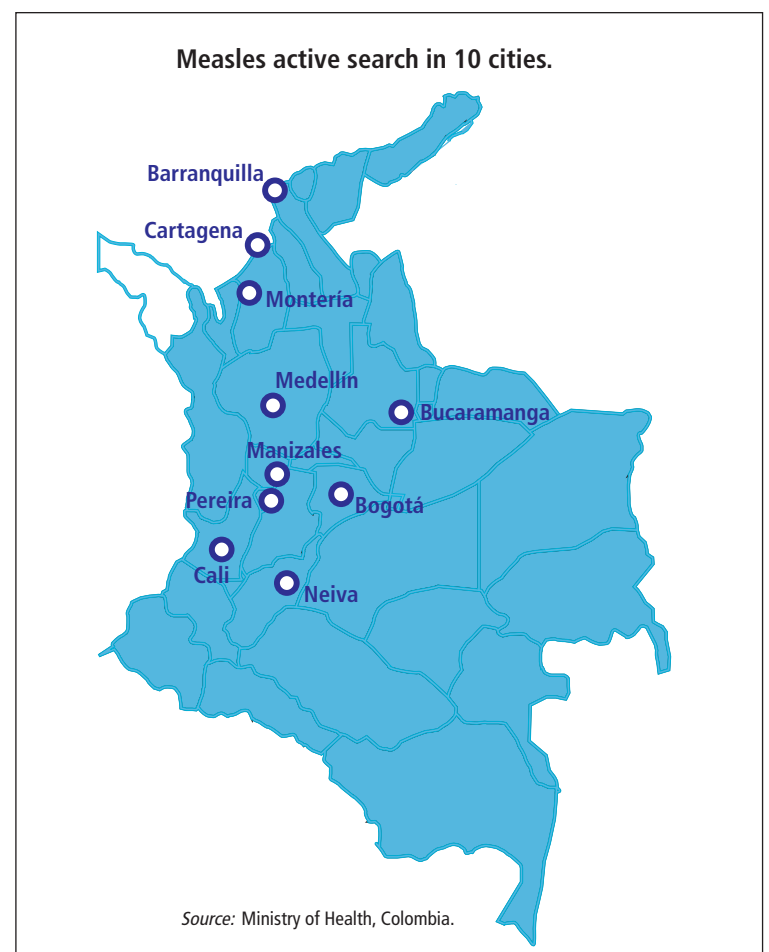 Measles active search in 10 cities.
Barranquilla
Cartagena
Montería
Medellín
Bucaramanga
Manizales
Pereira
Bogotá
Cali
Neiva
Source: Ministry of Health, Colombia.